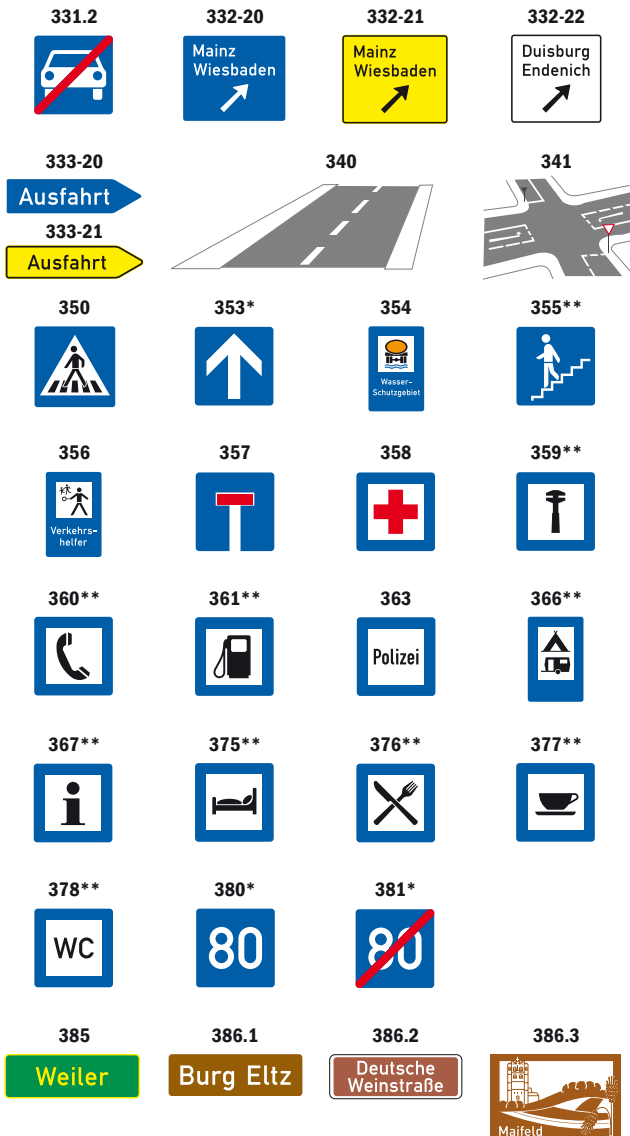 331.2
332-20
332-21
332-22
Mainz
Wiesbaden
Mainz
Wiesbaden
Duisburg
Endenich
333-20
Ausfahrt
333-21
Ausfahrt
340
341
350
353*
354
355**
Wasser-
Schutzgebiet
356
357
358
359**
Verkehrs-
helfer
360**
361**
363
366**
Polizei
367**
375**
376**
377**
378**
380*
381*
WC
80
80
385
386.1
386.2
386.3
Weiler
Burg Eltz
Deutsche
Weinstraße
Maifeld